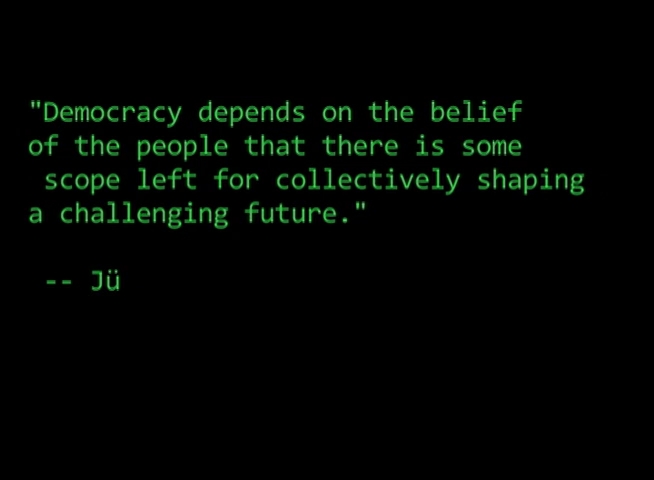 "Democracy depends on the belief
of the people that there is some
scope left for collectively shaping
a challenging future."
-- Jü